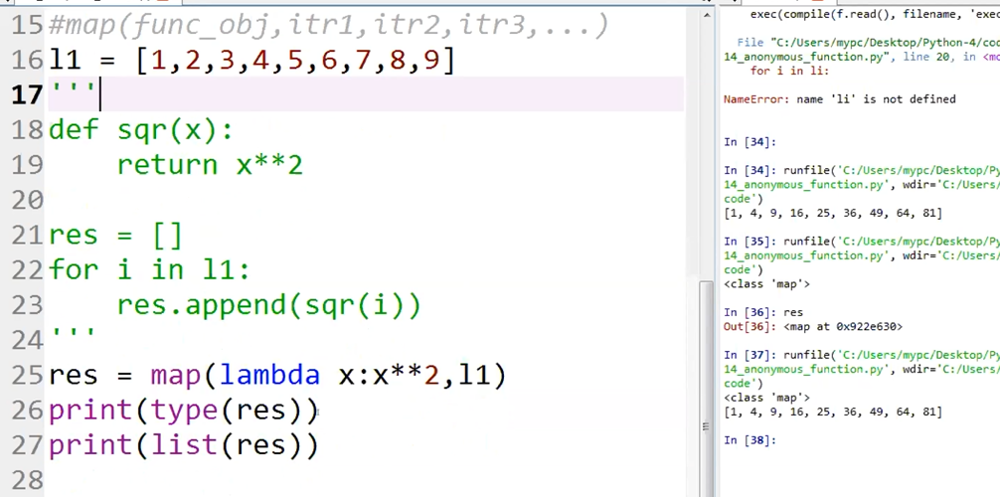 15 #map(func_obj,itr1,itr2,itr3,...)
16 l1 = [1,2,3,4,5,6,7,8,9]
17 '''
18 def sqr(x):
19     return x**2
20
21 res = []
22 for i in l1:
23     res.append(sqr(i))
24 '''
25 res = map(lambda x:x**2,l1)
26 print(type(res))
27 print(list(res))
28
exec(compile(f.read(), filename, 'exec
File "C:/Users/mypc/Desktop/Python-4/cod
14_anonymous_function.py", line 20, in <mo
for i in li:
NameError: name 'li' is not defined
In [34]:
In [34]: runfile('C:/Users/mypc/Desktop/Py
14_anonymous_function.py', wdir='C:/Users/
code')
[1, 4, 9, 16, 25, 36, 49, 64, 81]
In [35]: runfile('C:/Users/mypc/Desktop/Py
14_anonymous_function.py', wdir='C:/Users/
code')
<class 'map'>
In [36]: res
Out[36]: <map at 0x922e630>
In [37]: runfile('C:/Users/mypc/Desktop/Py
14_anonymous_function.py', wdir='C:/Users/
code')
<class 'map'>
[1, 4, 9, 16, 25, 36, 49, 64, 81]
In [38]: